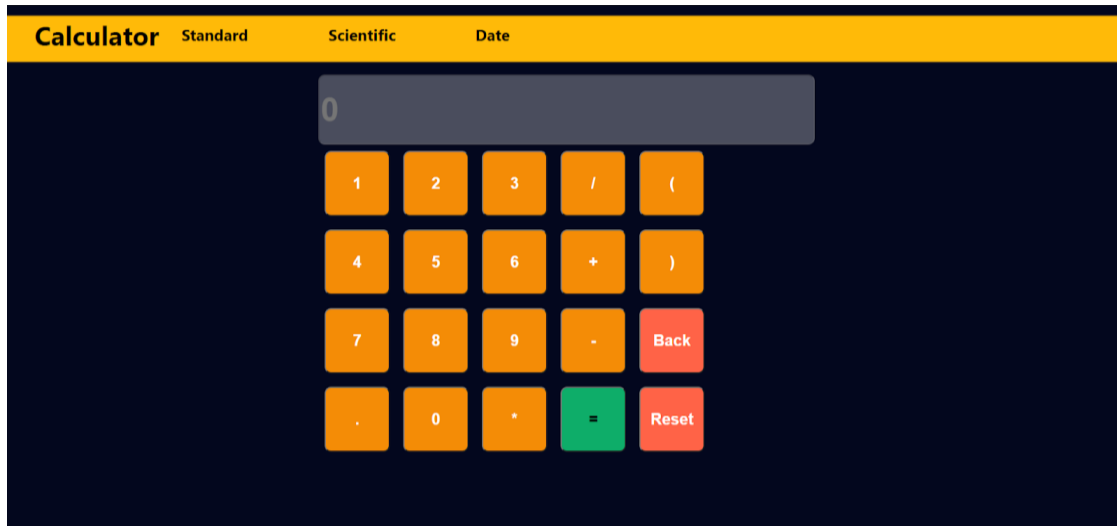 Calculator Standard Scientific Date
0
1 2 3 / (
4 5 6 + )
7 8 9 - Back
. 0 * = Reset